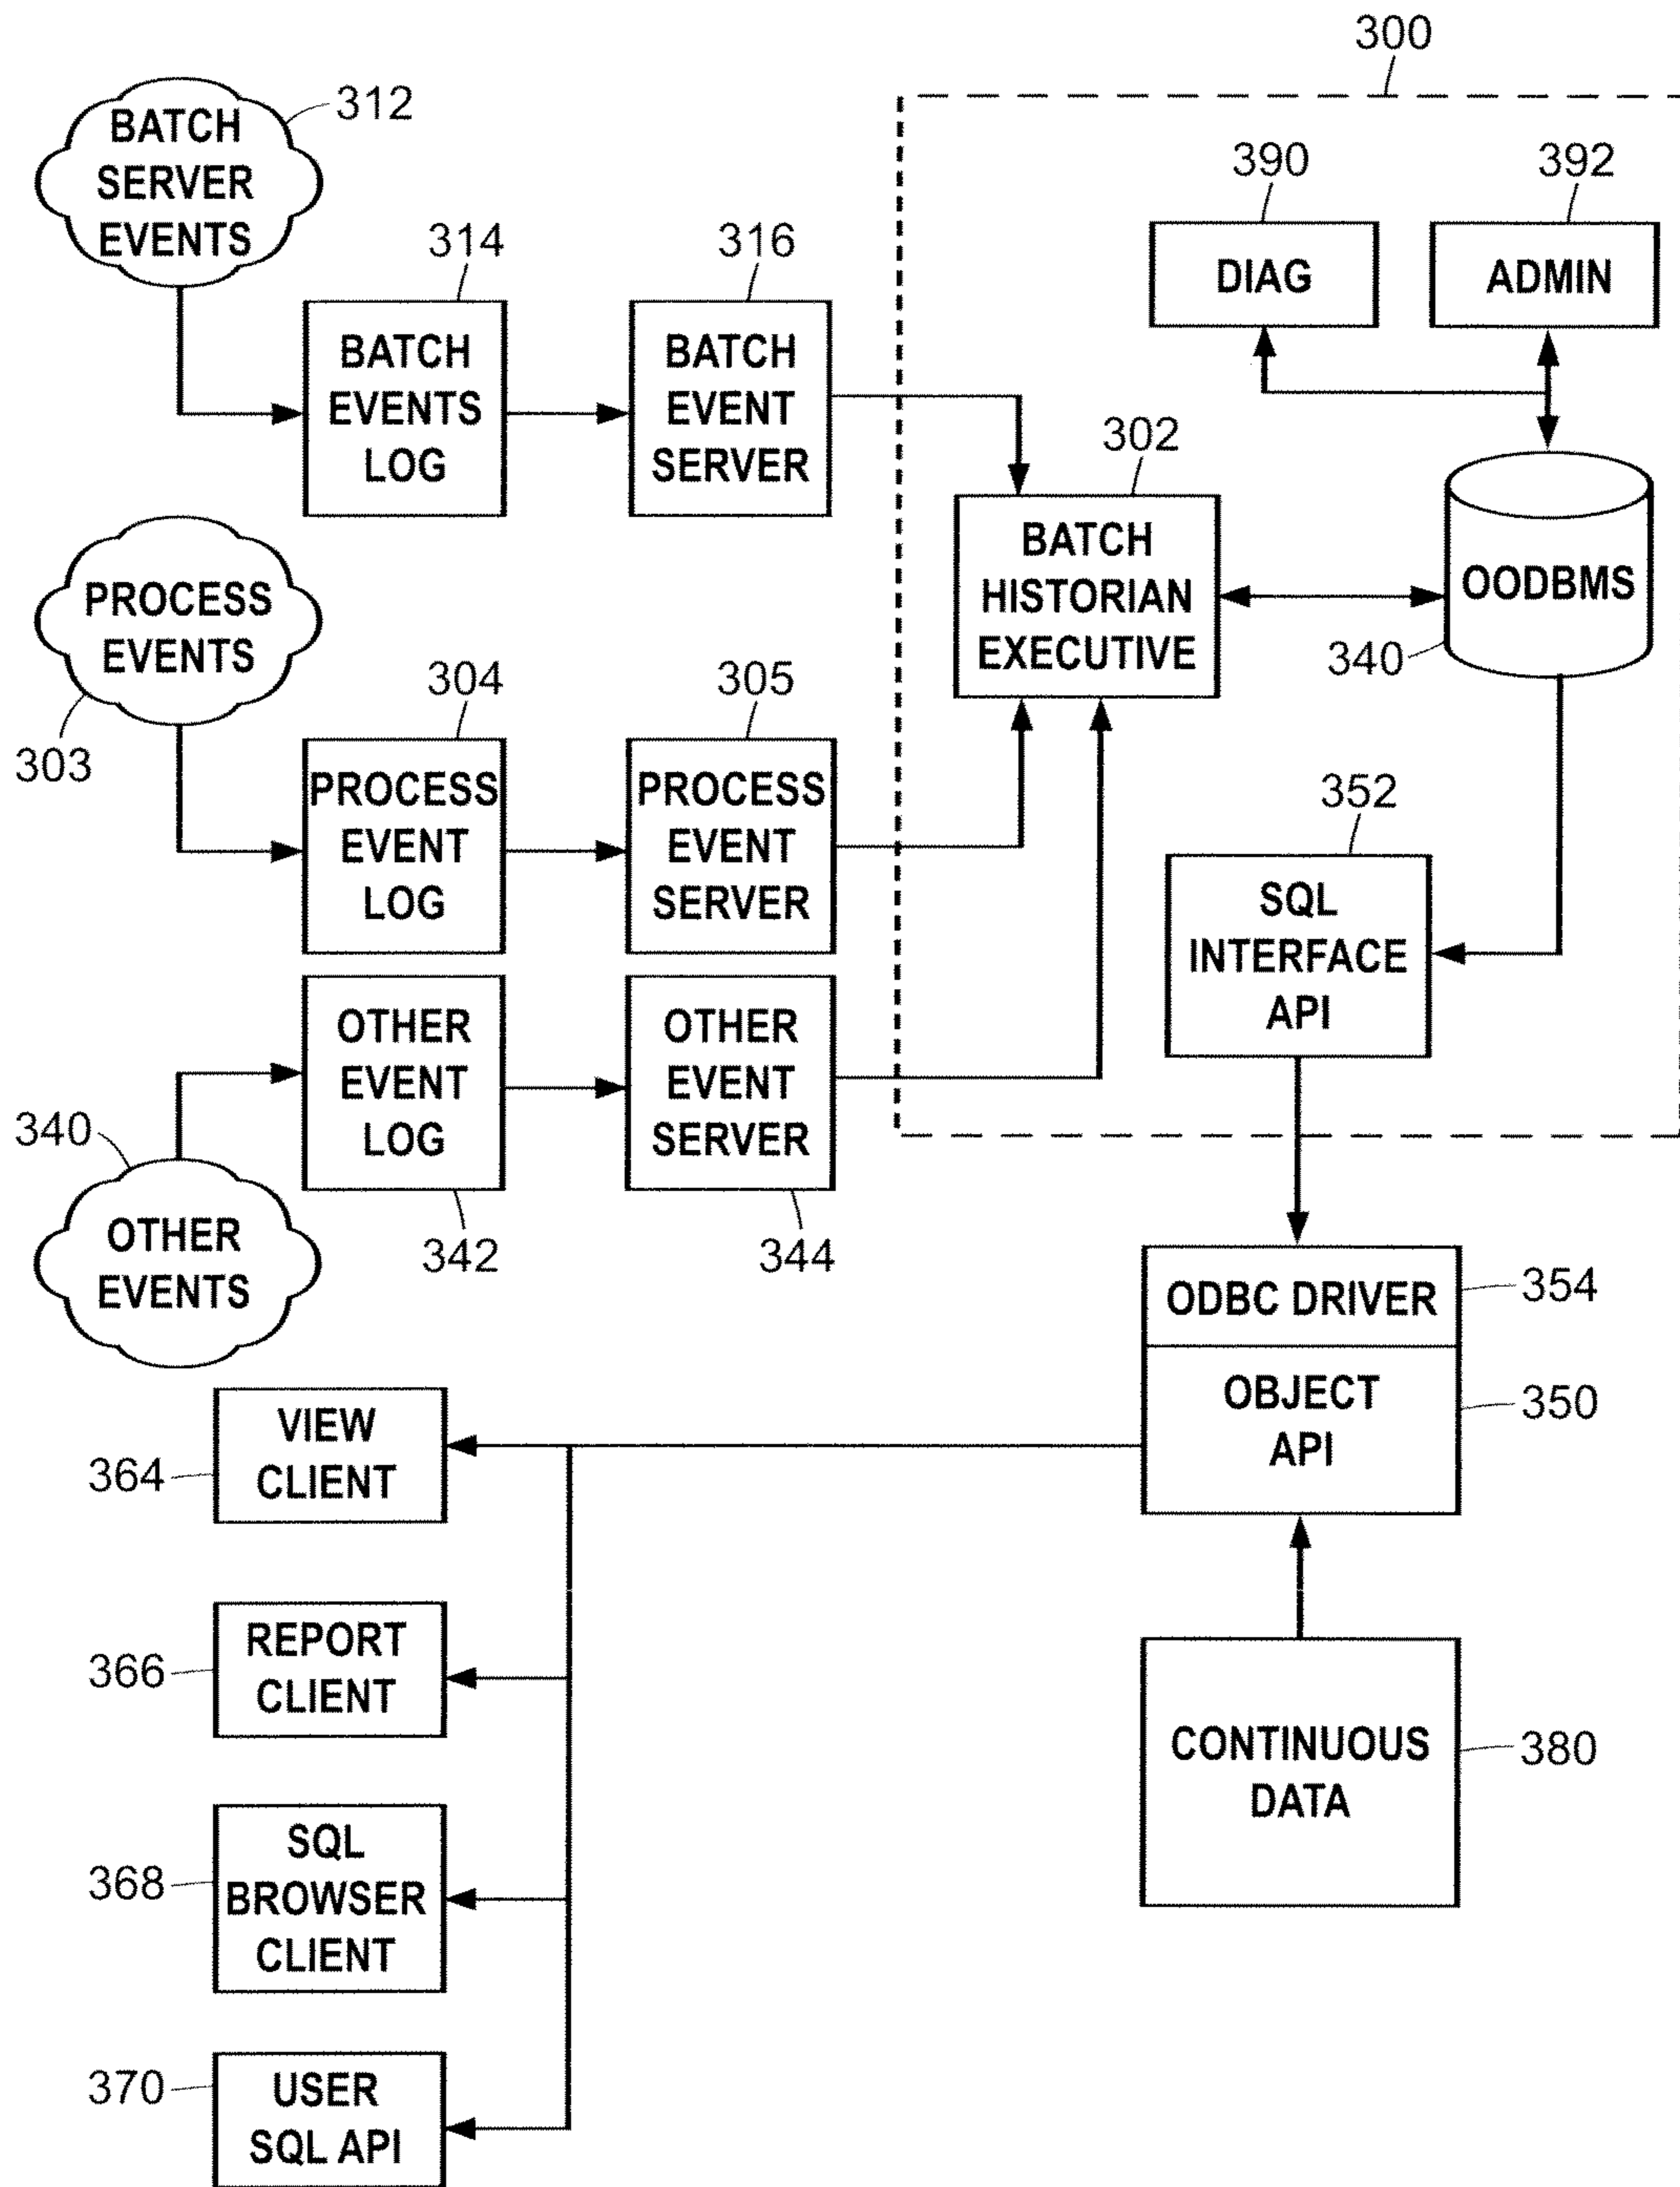 300
BATCH
SERVER
EVENTS
312
390
392
DIAG
ADMIN
314
316
BATCH
EVENTS
LOG
BATCH
EVENT
SERVER
302
BATCH
HISTORIAN
EXECUTIVE
OODBMS
340
PROCESS
EVENTS
303
304
305
PROCESS
EVENT
LOG
PROCESS
EVENT
SERVER
352
SQL
INTERFACE
API
OTHER
EVENT
LOG
OTHER
EVENT
SERVER
340
OTHER
EVENTS
342
344
ODBC DRIVER
354
OBJECT
API
350
VIEW
CLIENT
364
REPORT
CLIENT
366
CONTINUOUS
DATA
380
SQL
BROWSER
CLIENT
368
370
USER
SQL API